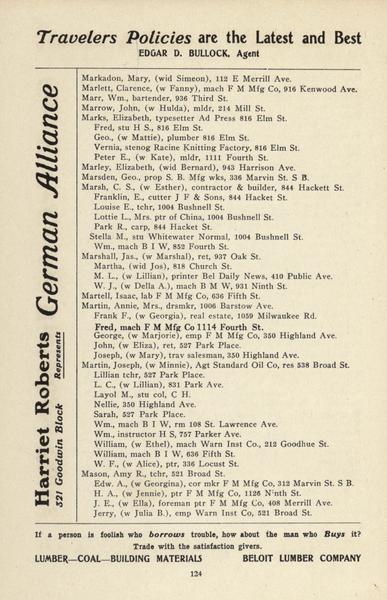 Travelers Policies are the Latest and Best
EDGAR D. BULLOCK, Agent
Harriet Roberts German Alliance
521 Goodwin Block Represents
Markadon, Mary, (wid Simeon), 112 E Merrill Ave.
Marlett, Clarence, (w Fanny), mach F M Mfg Co, 916 Kenwood Ave.
Marr, Wm., bartender, 936 Third St.
Marrow, John, (w Hulda), mldr, 214 Mill St.
Marks, Elizabeth, typesetter Ad Press 816 Elm St.
Fred, stu H S., 816 Elm St.
Geo., (w Mattie), plumber 816 Elm St.
Vernia, stenog Racine Knitting Factory, 816 Elm St.
Peter E., (w Kate), mldr, 1111 Fourth St.
Marley, Elizabeth, (wid Bernard), 943 Harrison Ave.
Marsden, Geo., prop S. B. Mfg wks, 336 Marvin St. S B.
Marsh, C. S., (w Esther), contractor & builder, 844 Hackett St.
Franklin, E., cutter J F & Sons, 844 Hacket St.
Louise E., tchr, 1004 Bushnell St.
Lottie L., Mrs. ptr of China, 1004 Bushnell St.
Park R., carp, 844 Hacket St.
Stella M., stu Whitewater Normal, 1004 Bushnell St.
Wm., mach B I W, 852 Fourth St.
Marshall, Jas., (w Marshal), ret, 937 Oak St.
Martha, (wid Jos), 818 Church St.
M. L., (w Lillian), printer Bel Daily News, 410 Public Ave.
W. J., (w Della A.), mach B M W, 931 Ninth St.
Martell, Isaac, lab F M Mfg Co, 636 Fifth St.
Martin, Annie, Mrs., drsmkr, 1006 Barstow Ave.
Frank F., (w Georgia), real estate, 1059 Milwaukee Rd.
Fred, mach F M Mfg Co 1114 Fourth St.
George, (w Marjorie), emp F M Mfg Co, 350 Highland Ave.
John, (w Eliza), ret, 527 Park Place.
Joseph, (w Mary), trav salesman, 350 Highland Ave.
Martin, Joseph, (w Minnie), Agt Standard Oil Co, res 538 Broad St.
Lillian tchr, 527 Park Place.
L. C., (w Lillian), 831 Park Ave.
Layol M., stu col, C H.
Nellie, 350 Highland Ave.
Sarah, 527 Park Place.
Wm., mach B I W, rm 108 St. Lawrence Ave.
Wm., instructor H S, 757 Parker Ave.
William, (w Ethel), mach Warn Inst Co., 212 Goodhue St.
William, mach B I W, 636 Fifth St.
W. F., (w Alice), ptr, 336 Locust St.
Mason, Amy R., tchr, 521 Broad St.
Edw. A., (w Georgina), cor mkr F M Mfg Co, 312 Marvin St. S B
H. A., (w Jennie), ptr F M Mfg Co, 1126 Ninth St.
J. E., (w Ella), foreman ptr F M Mfg Co, 408 Merrill Ave.
Jerry, (w Julia B.), emp Warn Inst Co, 521 Broad St.
If a person is foolish who borrows trouble, how about the man who Buys it?
Trade with the satisfaction givers.
LUMBER—COAL—BUILDING MATERIALS BELOIT LUMBER COMPANY
124